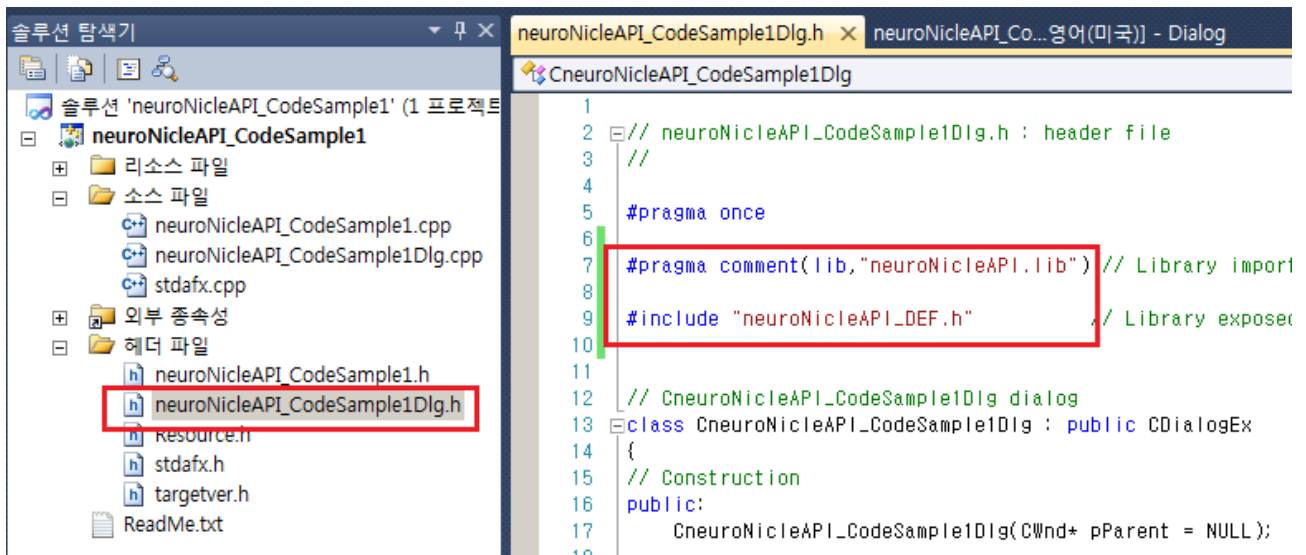 솔루션 탐색기
솔루션 'neuroNicleAPI_CodeSample1' (1 프로젝트
neuroNicleAPI_CodeSample1
리소스 파일
소스 파일
neuroNicleAPI_CodeSample1.cpp
neuroNicleAPI_CodeSample1Dlg.cpp
stdafx.cpp
외부 종속성
헤더 파일
neuroNicleAPI_CodeSample1.h
neuroNicleAPI_CodeSample1Dlg.h
Resource.h
stdafx.h
targetver.h
ReadMe.txt
neuroNicleAPI_CodeSample1Dlg.h neuroNicleAPI_Co...영어(미국)] - Dialog
CneuroNicleAPI_CodeSample1Dlg
1
2 // neuroNicleAPI_CodeSample1Dlg.h : header file
3 //
4
5 #pragma once
6
7 #pragma comment(lib,"neuroNicleAPI.lib") // Library import
8
9 #include "neuroNicleAPI_DEF.h" // Library exposed
10
11
12 // CneuroNicleAPI_CodeSample1Dlg dialog
13 class CneuroNicleAPI_CodeSample1Dlg : public CDialogEx
14 {
15 // Construction
16 public:
17 CneuroNicleAPI_CodeSample1Dlg(CWnd* pParent = NULL);